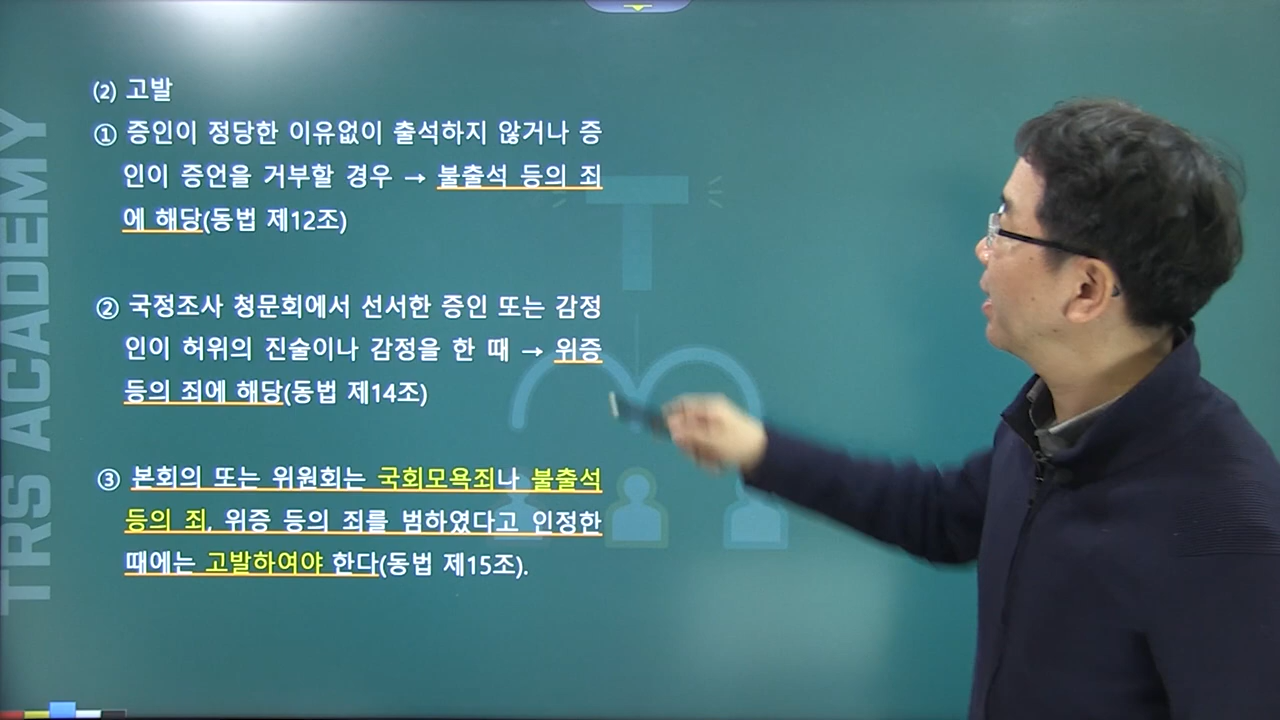 (2) 고발
① 증인이 정당한 이유없이 출석하지 않거나 증
인이 증언을 거부할 경우 → 불출석 등의 죄
에 해당(동법 제12조)
② 국정조사 청문회에서 선서한 증인 또는 감정
인이 허위의 진술이나 감정을 한 때 → 위증
등의 죄에 해당(동법 제14조)
③ 본회의 또는 위원회는 국회모욕죄나 불출석
등의 죄, 위증 등의 죄를 범하였다고 인정한
때에는 고발하여야 한다(동법 제15조).
TRS ACADEMY